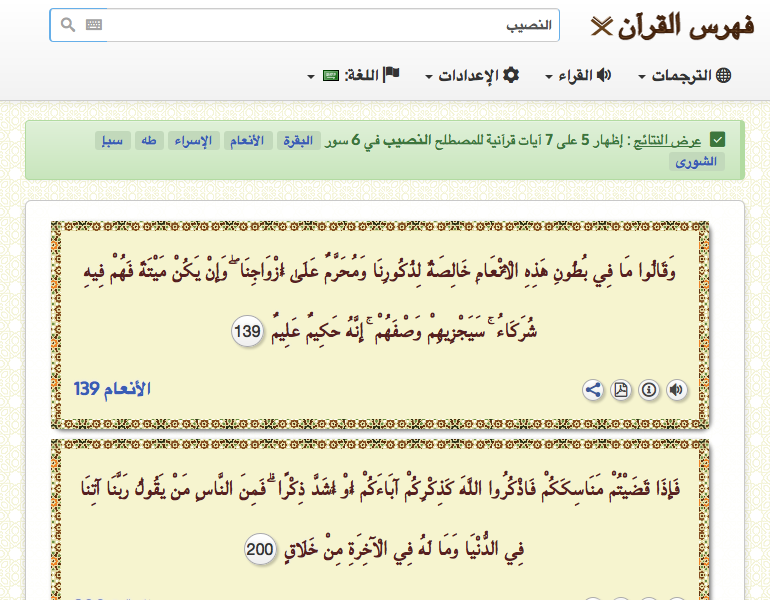 فهرس القرآن
النصيب
الترجمات
القراء
الإعدادات
اللغة:
عرض النتائج : إظهار 5 على 7 آيات قرآنية للمصطلح النصيب في 6 سور البقرة الأنعام الإسراء طه سبإ
الشورى
وَقَالُوا مَا فِي بُطُونِ هَذِهِ الْأَنْعَامِ خَالِصَةٌ لِذُكُورِنَا وَمُحَرَّمٌ عَلَىٰ أَزْوَاجِنَا ۖ وَإِنْ يَكُنْ مَيْتَةً فَهُمْ فِيهِ
شُرَكَاءُ ۚ سَيَجْزِيهِمْ وَصْفَهُمْ ۚ إِنَّهُ حَكِيمٌ عَلِيمٌ 139
الأنعام 139
فَإِذَا قَضَيْتُمْ مَنَاسِكَكُمْ فَاذْكُرُوا اللَّهَ كَذِكْرِكُمْ آبَاءَكُمْ أَوْ أَشَدَّ ذِكْرًا ۗ فَمِنَ النَّاسِ مَنْ يَقُولُ رَبَّنَا آتِنَا
فِي الدُّنْيَا وَمَا لَهُ فِي الْآخِرَةِ مِنْ خَلَاقٍ 200